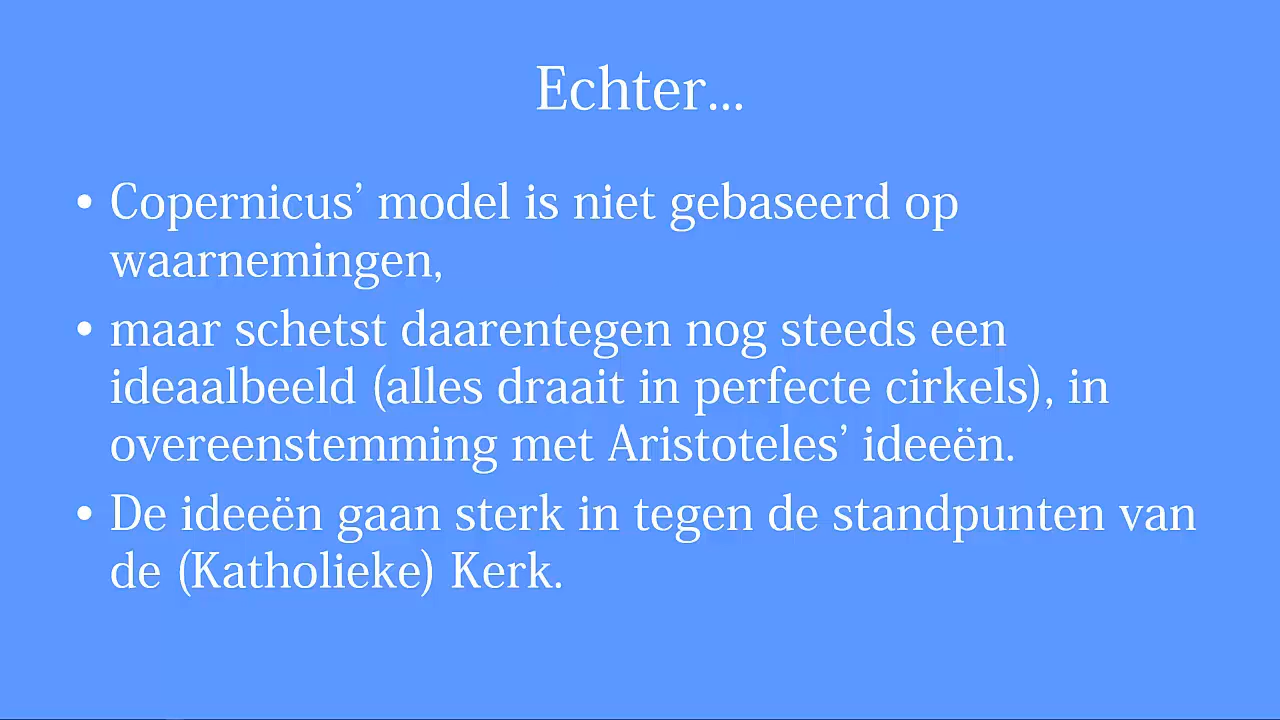 Echter...
• Copernicus’ model is niet gebaseerd op
waarnemingen,
• maar schetst daarentegen nog steeds een
ideaalbeeld (alles draait in perfecte cirkels), in
overeenstemming met Aristoteles’ ideeën.
• De ideeën gaan sterk in tegen de standpunten van
de (Katholieke) Kerk.